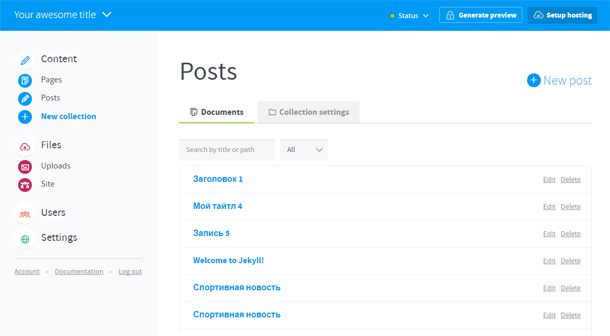 Your awesome title
Status
Generate preview
Setup hosting
Content
Pages
Posts
New collection
Files
Uploads
Site
Users
Settings
Account - Documentation - Log out
Posts
New post
Documents
Collection settings
Search by title or path
All
Заголовок 1
Edit Delete
Мой тайтл 4
Edit Delete
Запись 5
Edit Delete
Welcome to Jekyll!
Edit Delete
Спортивная новость
Edit Delete
Спортивная новость
Edit Delete